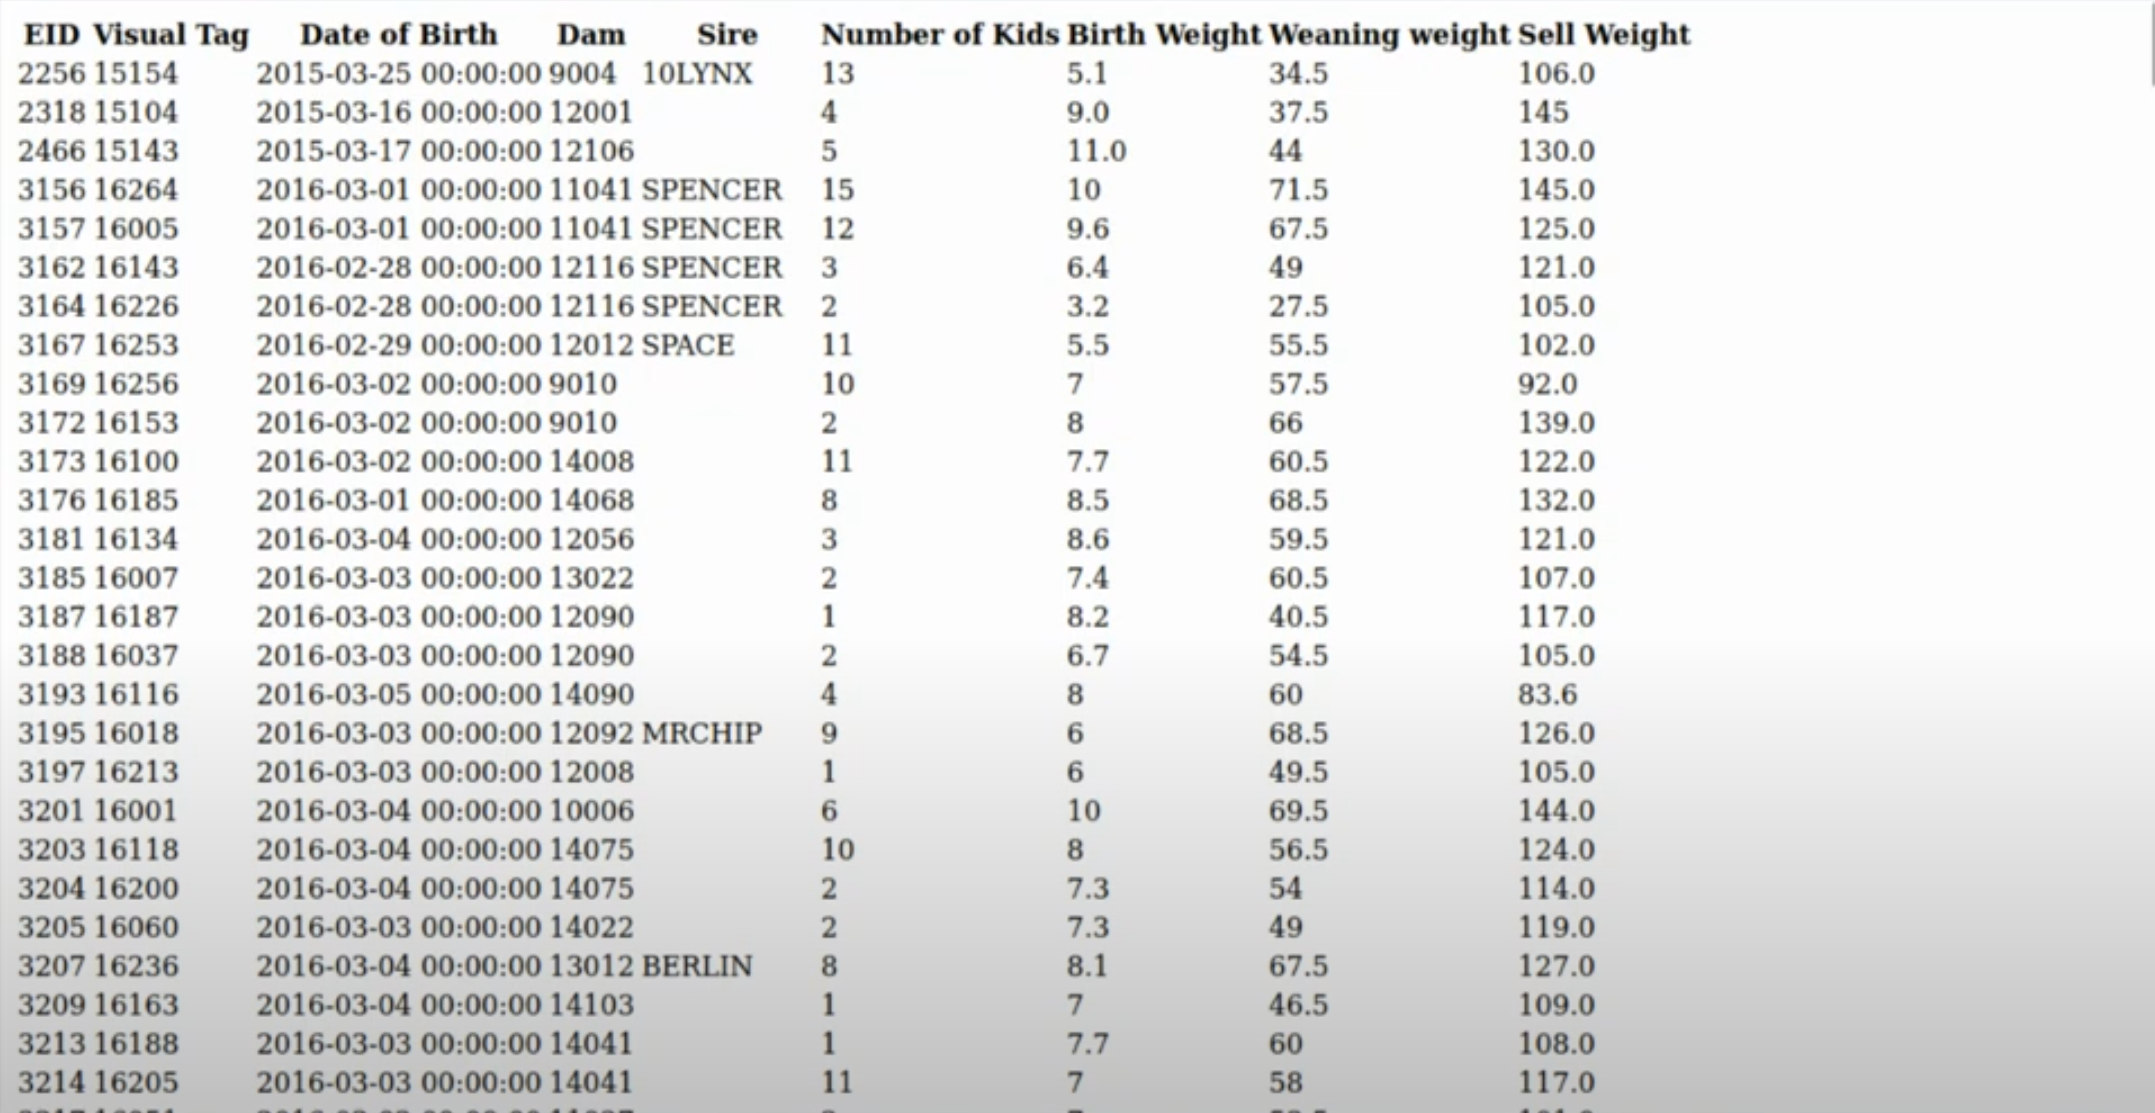 EID Visual Tag Date of Birth Dam Sire Number of Kids Birth Weight Weaning weight Sell Weight
2256 15154 2015-03-25 00:00:00 9004 10LYNX 13 5.1 34.5 106.0
2318 15104 2015-03-16 00:00:00 12001 4 9.0 37.5 145
2466 15143 2015-03-17 00:00:00 12106 5 11.0 44 130.0
3156 16264 2016-03-01 00:00:00 11041 SPENCER 15 10 71.5 145.0
3157 16005 2016-03-01 00:00:00 11041 SPENCER 12 9.6 67.5 125.0
3162 16143 2016-02-28 00:00:00 12116 SPENCER 3 6.4 49 121.0
3164 16226 2016-02-28 00:00:00 12116 SPENCER 2 3.2 27.5 105.0
3167 16253 2016-02-29 00:00:00 12012 SPACE 11 5.5 55.5 102.0
3169 16256 2016-03-02 00:00:00 9010 10 7 57.5 92.0
3172 16153 2016-03-02 00:00:00 9010 2 8 66 139.0
3173 16100 2016-03-02 00:00:00 14008 11 7.7 60.5 122.0
3176 16185 2016-03-01 00:00:00 14068 8 8.5 68.5 132.0
3181 16134 2016-03-04 00:00:00 12056 3 8.6 59.5 121.0
3185 16007 2016-03-03 00:00:00 13022 2 7.4 60.5 107.0
3187 16187 2016-03-03 00:00:00 12090 1 8.2 40.5 117.0
3188 16037 2016-03-03 00:00:00 12090 2 6.7 54.5 105.0
3193 16116 2016-03-05 00:00:00 14090 4 8 60 83.6
3195 16018 2016-03-03 00:00:00 12092 MRCHIP 9 6 68.5 126.0
3197 16213 2016-03-03 00:00:00 12008 1 6 49.5 105.0
3201 16001 2016-03-04 00:00:00 10006 6 10 69.5 144.0
3203 16118 2016-03-04 00:00:00 14075 10 8 56.5 124.0
3204 16200 2016-03-04 00:00:00 14075 2 7.3 54 114.0
3205 16060 2016-03-03 00:00:00 14022 2 7.3 49 119.0
3207 16236 2016-03-04 00:00:00 13012 BERLIN 8 8.1 67.5 127.0
3209 16163 2016-03-04 00:00:00 14103 1 7 46.5 109.0
3213 16188 2016-03-03 00:00:00 14041 1 7.7 60 108.0
3214 16205 2016-03-03 00:00:00 14041 11 7 58 117.0